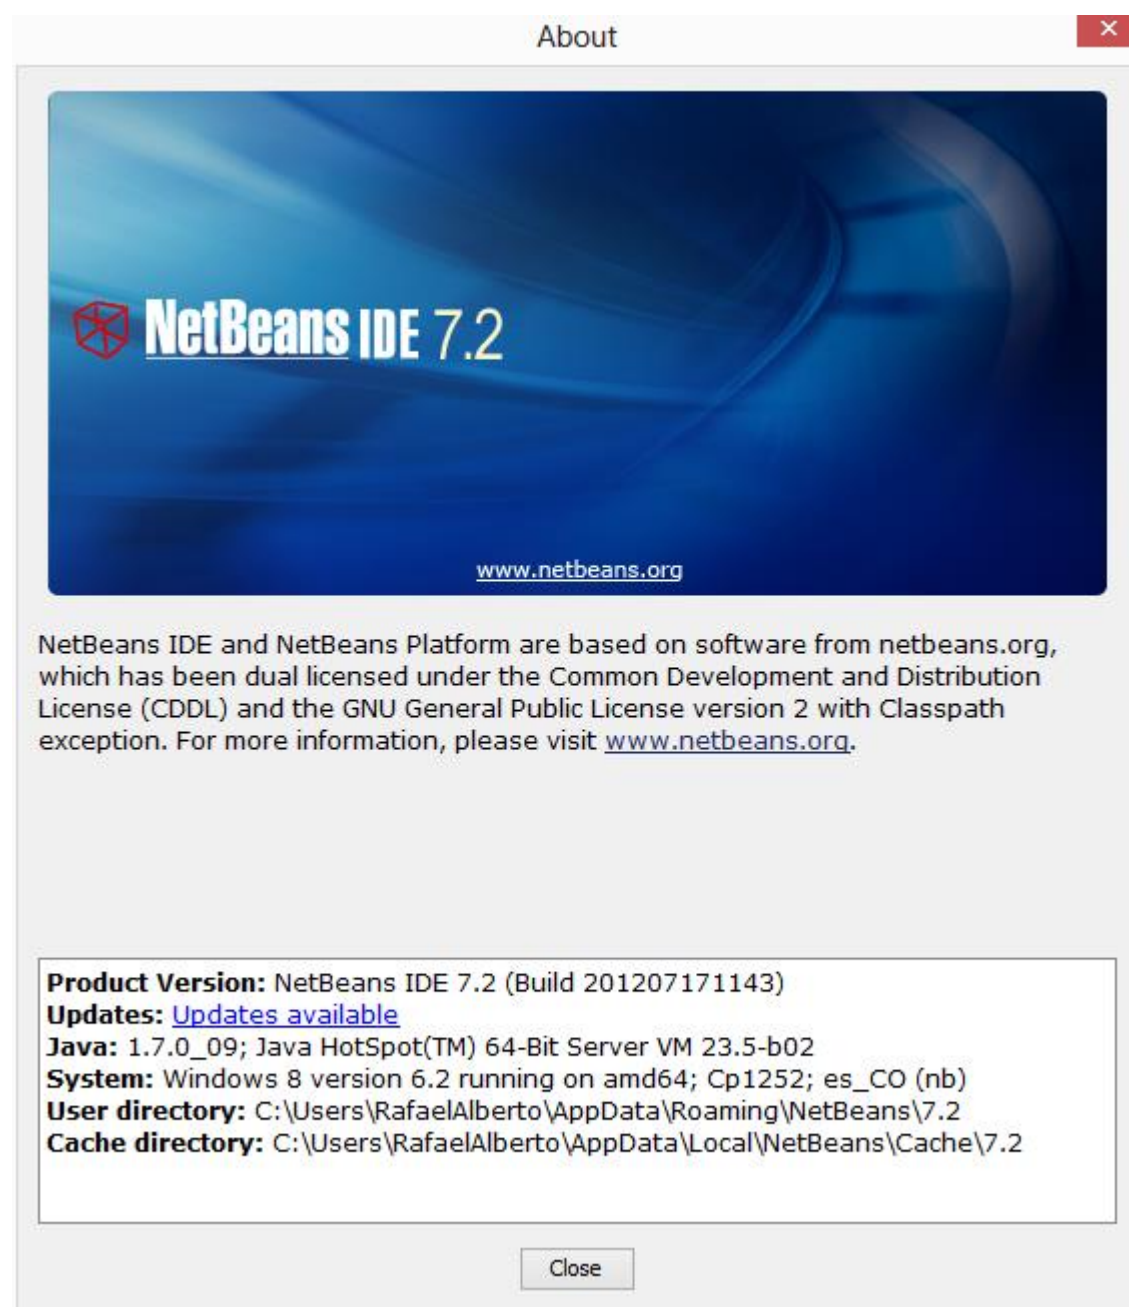 About
NetBeans IDE 7.2
www.netbeans.org
NetBeans IDE and NetBeans Platform are based on software from netbeans.org,
which has been dual licensed under the Common Development and Distribution
License (CDDL) and the GNU General Public License version 2 with Classpath
exception. For more information, please visit www.netbeans.org.
Product Version: NetBeans IDE 7.2 (Build 201207171143)
Updates: Updates available
Java: 1.7.0_09; Java HotSpot(TM) 64-Bit Server VM 23.5-b02
System: Windows 8 version 6.2 running on amd64; Cp1252; es_CO (nb)
User directory: C:\Users\RafaelAlberto\AppData\Roaming\NetBeans\7.2
Cache directory: C:\Users\RafaelAlberto\AppData\Local\NetBeans\Cache\7.2
Close